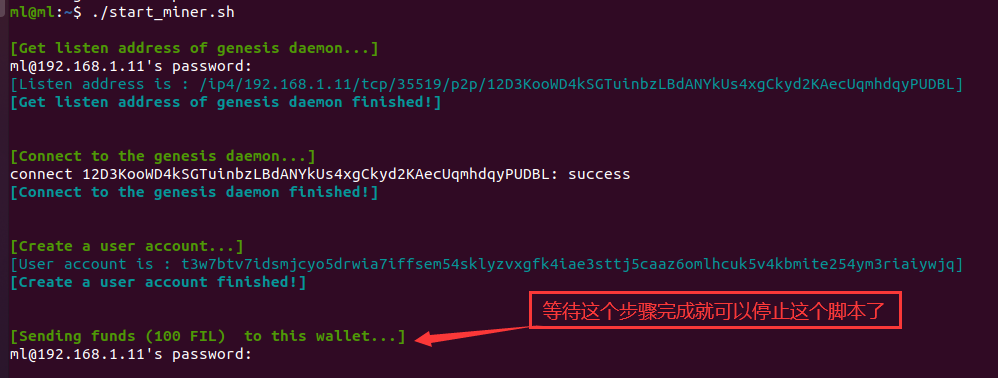 ml@ml:~$ ./start_miner.sh
[Get listen address of genesis daemon...]
ml@192.168.1.11's password:
[Listen address is : /ip4/192.168.1.11/tcp/35519/p2p/12D3KooWD4kSGTuinbzLBdANYkUs4xgCkyd2KAecUqmhdqyPUDBL]
[Get listen address of genesis daemon finished!]
[Connect to the genesis daemon...]
connect 12D3KooWD4kSGTuinbzLBdANYkUs4xgCkyd2KAecUqmhdqyPUDBL: success
[Connect to the genesis daemon finished!]
[Create a user account...]
[User account is : t3w7btv7idsmjcyo5drwia7iffsem54sklyzvxgfk4iae3sttj5caaz6omlhcuk5v4kbmite254ym3riaiywjq]
[Create a user account finished!]
等待这个步骤完成就可以停止这个脚本了
[Sending funds (100 FIL)  to this wallet...]
ml@192.168.1.11's password: